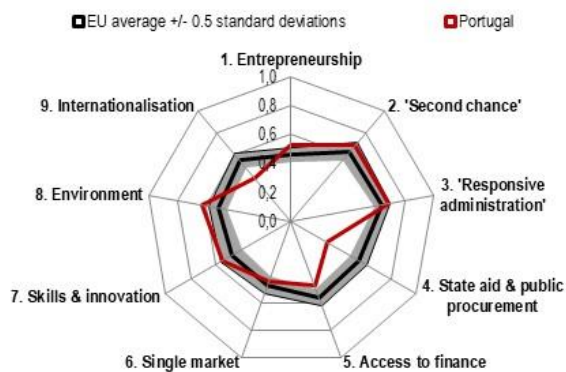 EU average +/- 0.5 standard deviations
Portugal
1. Entrepreneurship
1,0
0,8
0,6
0,4
0,2
0,0
2. 'Second chance'
3. 'Responsive
administration'
4. State aid & public
procurement
5. Access to finance
6. Single market
7. Skills & innovation
8. Environment
9. Internationalisation